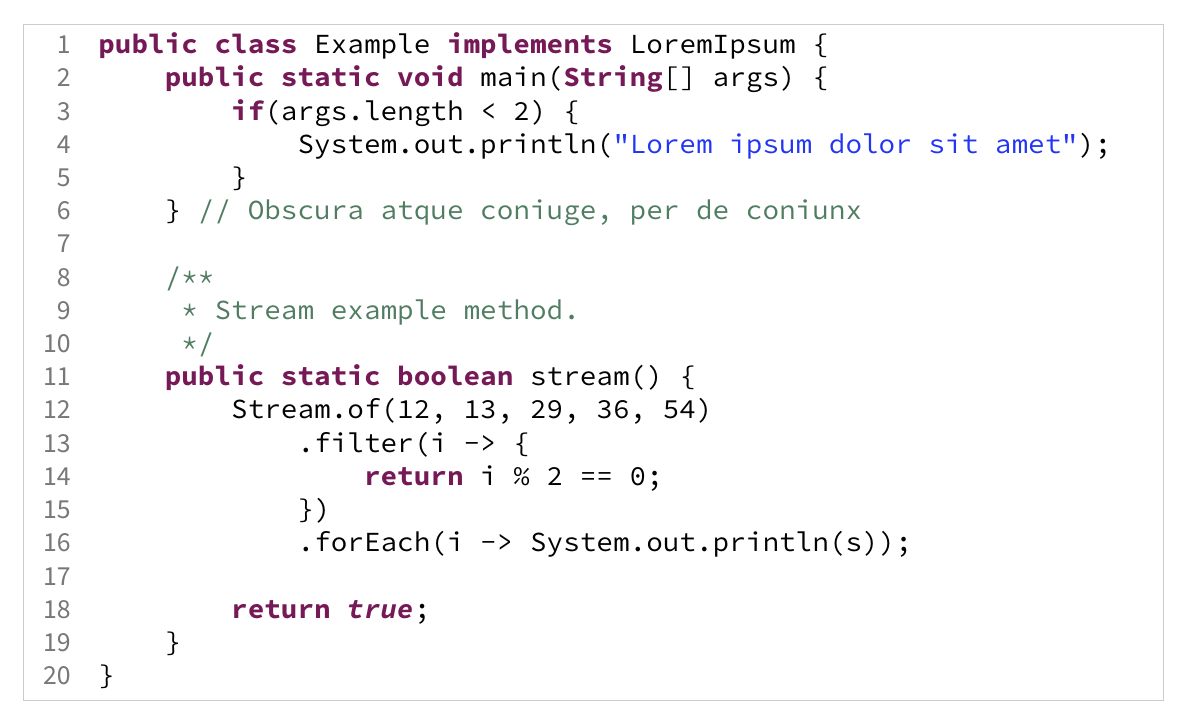 1 public class Example implements LoremIpsum {
2     public static void main(String[] args) {
3         if(args.length < 2) {
4             System.out.println("Lorem ipsum dolor sit amet");
5         }
6     } // Obscura atque coniuge, per de coniunx
7
8     /**
9      * Stream example method.
10      */
11     public static boolean stream() {
12         Stream.of(12, 13, 29, 36, 54)
13             .filter(i -> {
14                 return i % 2 == 0;
15             })
16             .forEach(i -> System.out.println(s));
17
18         return true;
19     }
20 }